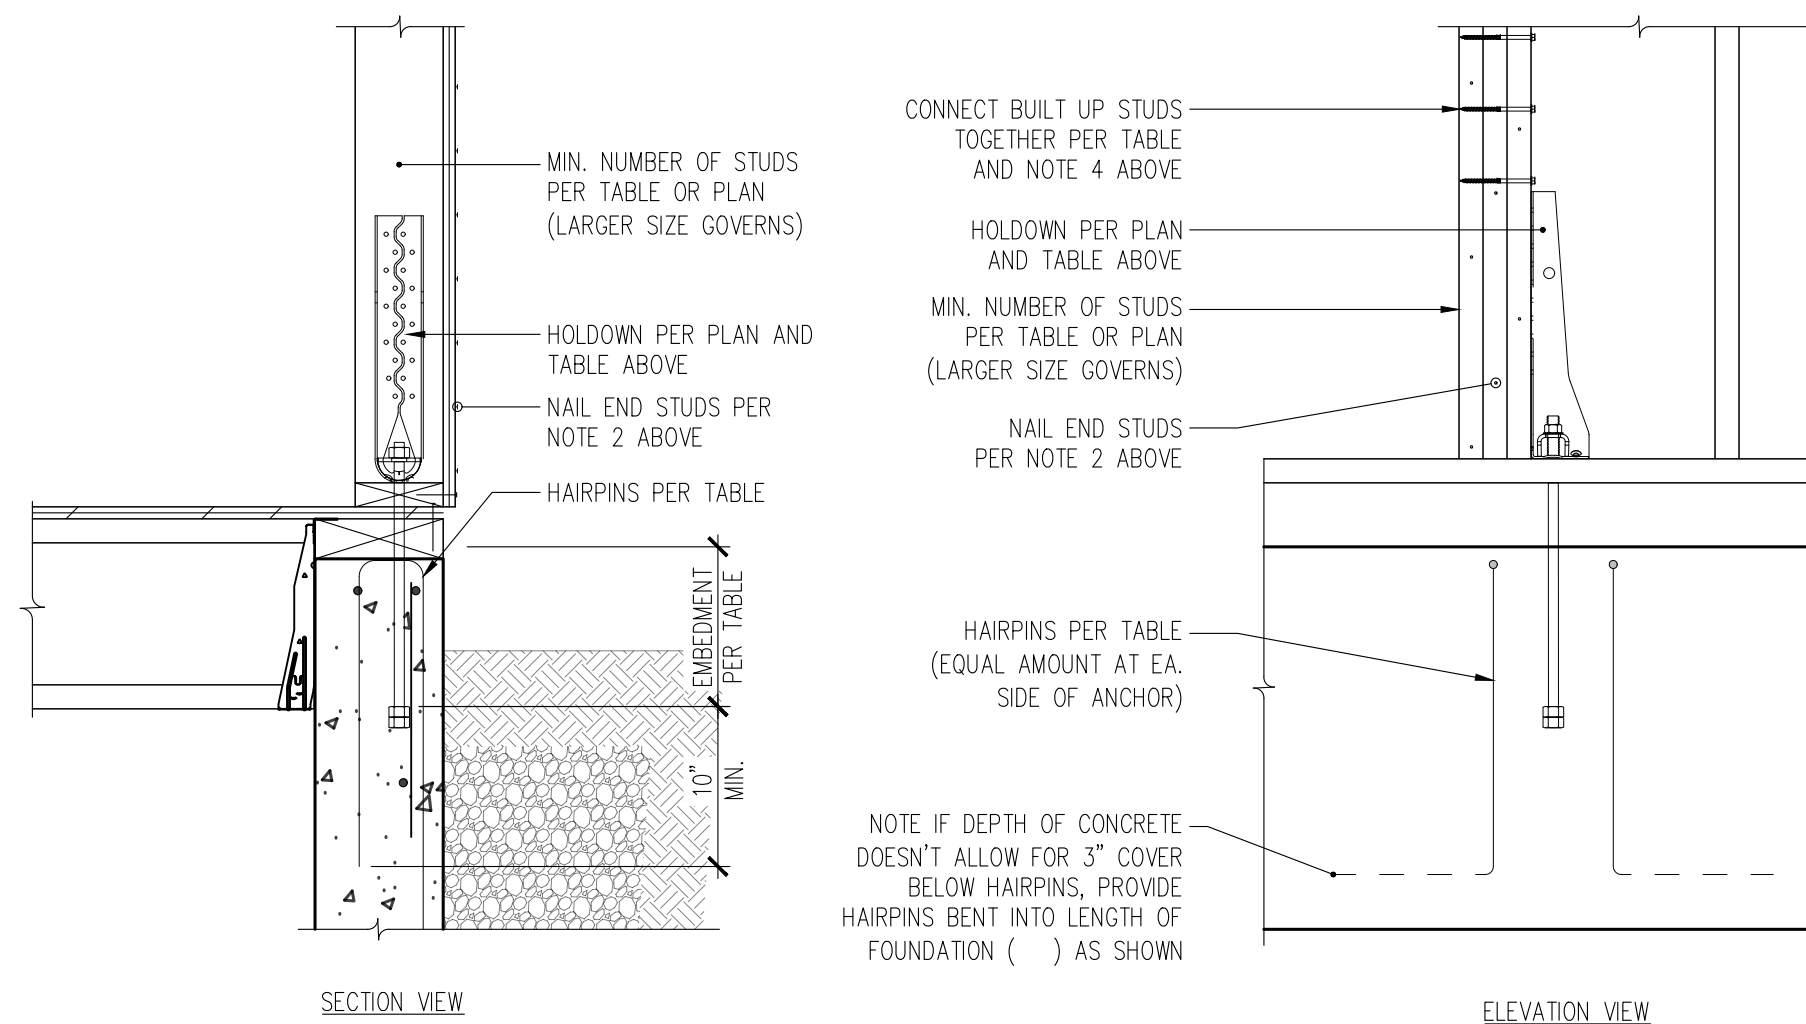 MIN. NUMBER OF STUDS
PER TABLE OR PLAN
(LARGER SIZE GOVERNS)
HOLDOWN PER PLAN AND
TABLE ABOVE
NAIL END STUDS PER
NOTE 2 ABOVE
HAIRPINS PER TABLE
EMBEDMENT
PER TABLE
10"
MIN.
SECTION VIEW
CONNECT BUILT UP STUDS
TOGETHER PER TABLE
AND NOTE 4 ABOVE
HOLDOWN PER PLAN
AND TABLE ABOVE
MIN. NUMBER OF STUDS
PER TABLE OR PLAN
(LARGER SIZE GOVERNS)
NAIL END STUDS
PER NOTE 2 ABOVE
HAIRPINS PER TABLE
(EQUAL AMOUNT AT EA.
SIDE OF ANCHOR)
NOTE IF DEPTH OF CONCRETE
DOESN'T ALLOW FOR 3" COVER
BELOW HAIRPINS, PROVIDE
HAIRPINS BENT INTO LENGTH OF
FOUNDATION (   ) AS SHOWN
ELEVATION VIEW